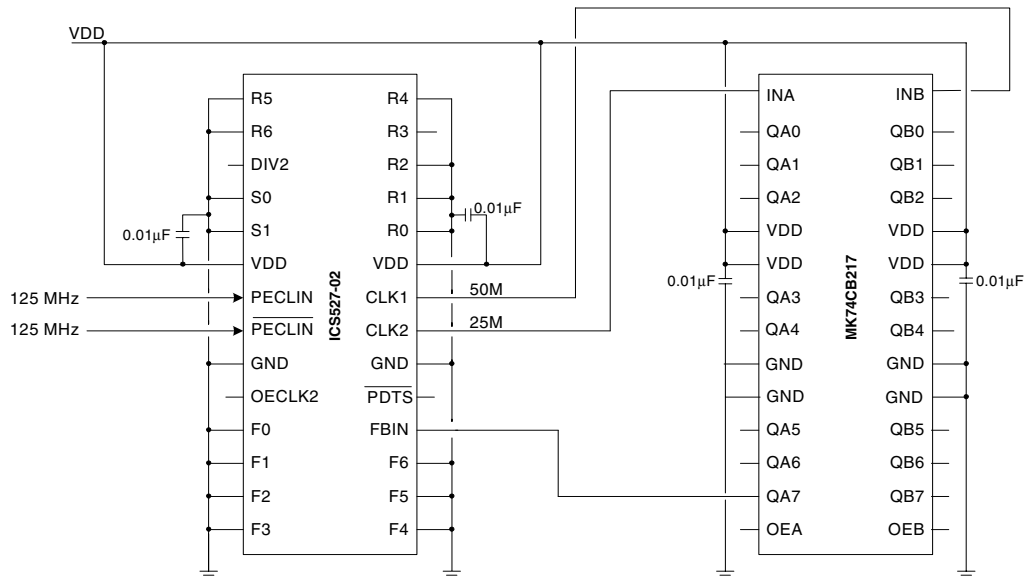 VDD
R5 R4
R6 R3
DIV2 R2
S0 R1
S1 R0
VDD VDD
PECLIN CLK1
PECLIN CLK2
GND GND
OECLK2 PDTS
F0 FBIN
F1 F6
F2 F5
F3 F4
ICS527-02
0.01µF
0.01µF
125 MHz
125 MHz
50M
25M
INA INB
QA0 QB0
QA1 QB1
QA2 QB2
VDD VDD
VDD VDD
QA3 QB3
QA4 QB4
GND GND
GND GND
QA5 QB5
QA6 QB6
QA7 QB7
OEA OEB
MK74CB217
0.01µF
0.01µF